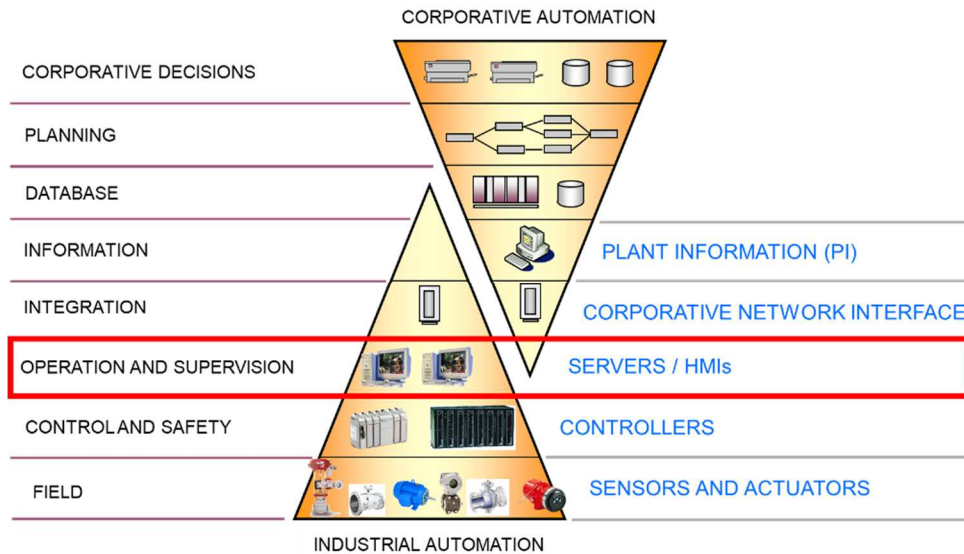 CORPORATIVE AUTOMATION
CORPORATIVE DECISIONS
PLANNING
DATABASE
INFORMATION
PLANT INFORMATION (PI)
INTEGRATION
CORPORATIVE NETWORK INTERFACE
OPERATION AND SUPERVISION
SERVERS / HMIs
CONTROL AND SAFETY
CONTROLLERS
FIELD
SENSORS AND ACTUATORS
INDUSTRIAL AUTOMATION